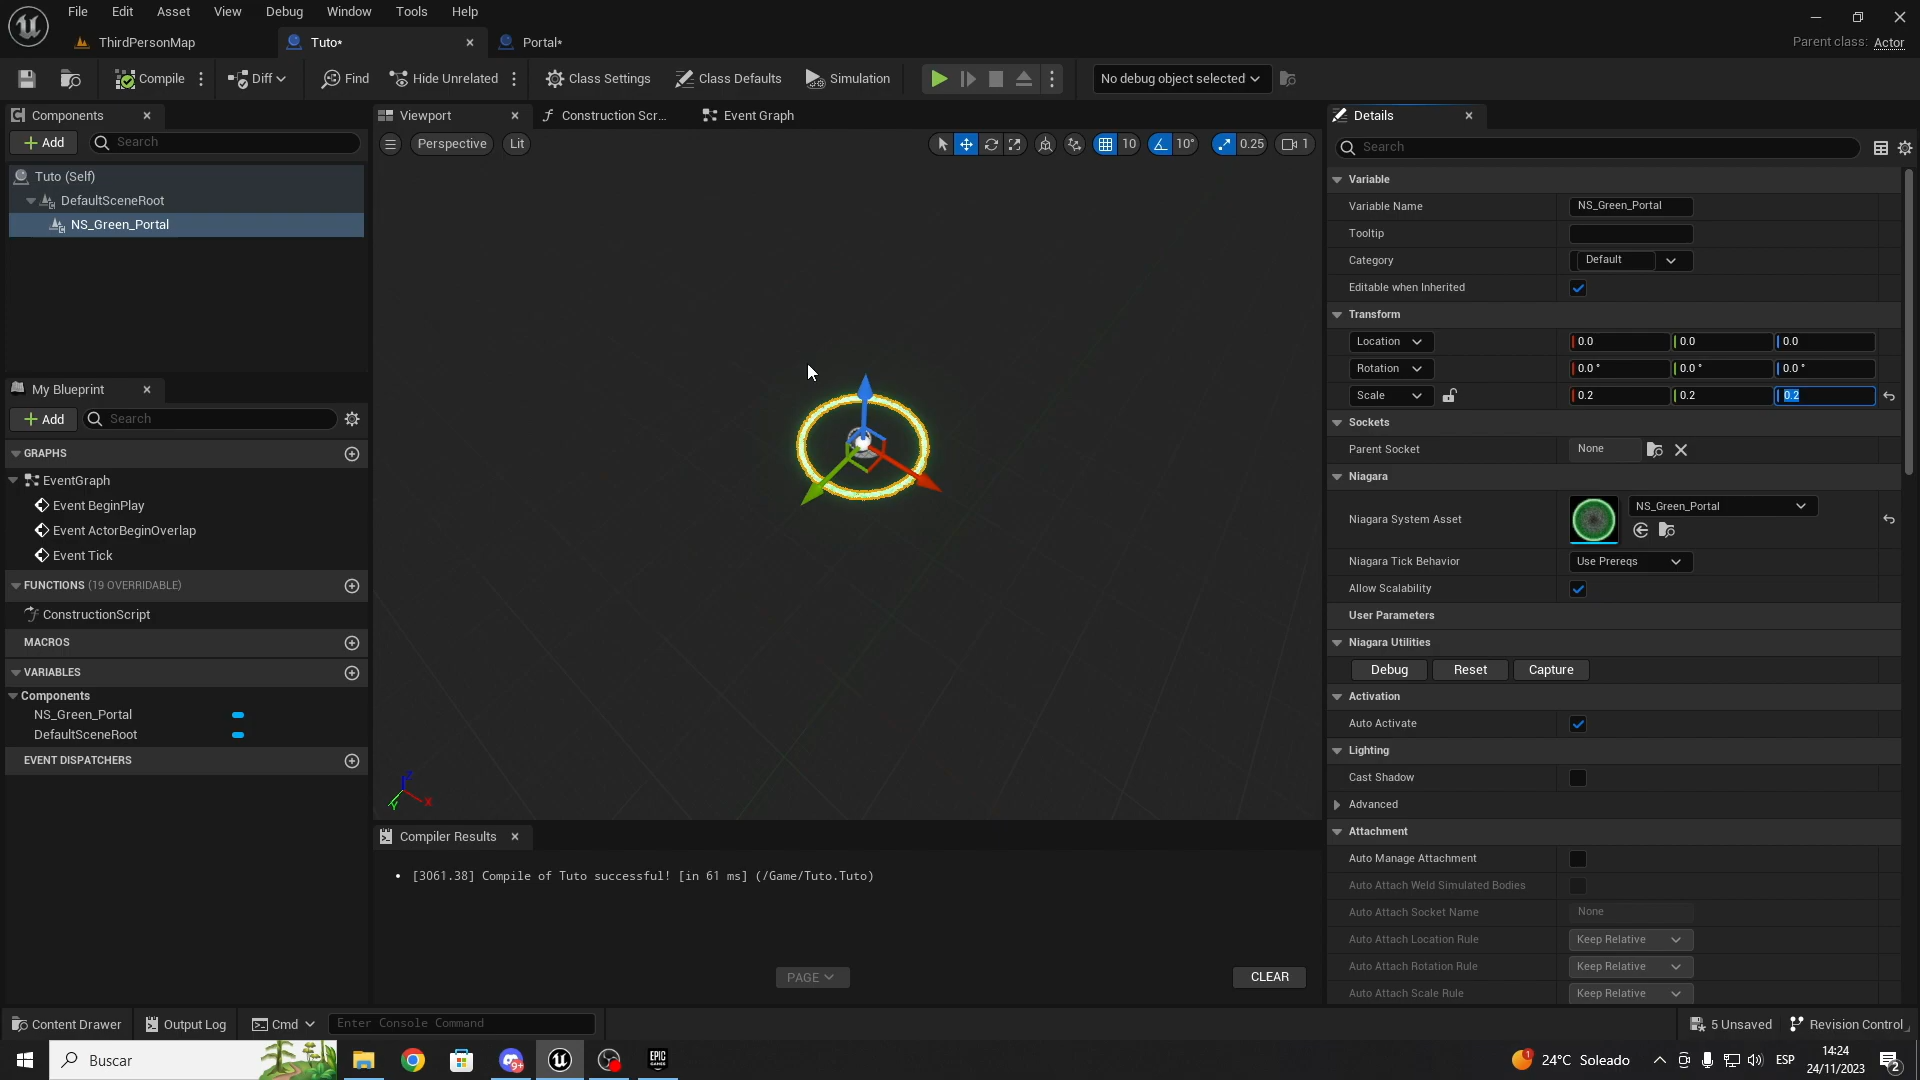 File Edit Asset View Debug Window Tools Help
ThirdPersonMap
Tuto*
Portal*
Parent class: Actor
Compile
Diff
Find
Hide Unrelated
Class Settings
Class Defaults
Simulation
No debug object selected
Components
Add
Search
Tuto (Self)
DefaultSceneRoot
NS_Green_Portal
My Blueprint
Add
Search
GRAPHS
EventGraph
Event BeginPlay
Event ActorBeginOverlap
Event Tick
FUNCTIONS (19 OVERRIDABLE)
ConstructionScript
MACROS
VARIABLES
Components
NS_Green_Portal
DefaultSceneRoot
EVENT DISPATCHERS
Viewport
Construction Scr...
Event Graph
Perspective
Lit
10
10°
0.25
1
Z
X
Y
Compiler Results
• [3061.38] Compile of Tuto successful! [in 61 ms] (/Game/Tuto.Tuto)
PAGE
CLEAR
Details
Search
Variable
Variable Name NS_Green_Portal
Tooltip
Category Default
Editable when Inherited
Transform
Location 0.0 0.0 0.0
Rotation 0.0 ° 0.0 ° 0.0 °
Scale 0.2 0.2 0.2
Sockets
Parent Socket None
Niagara
Niagara System Asset NS_Green_Portal
Niagara Tick Behavior Use Prereqs
Allow Scalability
User Parameters
Niagara Utilities
Debug Reset Capture
Activation
Auto Activate
Lighting
Cast Shadow
Advanced
Attachment
Auto Manage Attachment
Auto Attach Weld Simulated Bodies
Auto Attach Socket Name None
Auto Attach Location Rule Keep Relative
Auto Attach Rotation Rule Keep Relative
Auto Attach Scale Rule Keep Relative
Content Drawer
Output Log
Cmd
Enter Console Command
5 Unsaved
Revision Control
Buscar
9+
EPIC
GAMES
1
24°C Soleado
ESP
14:24
24/11/2023
2